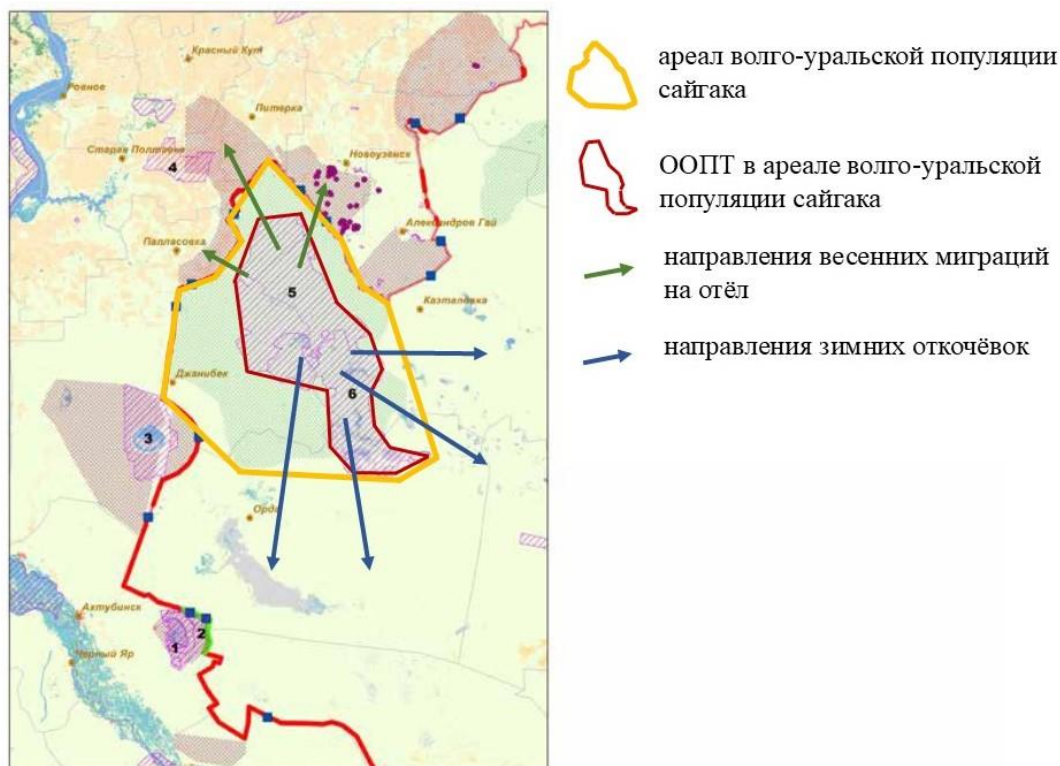 Красный Кут
Ровное
Питерка
Старая Полтавка
4
Новоузенск
Александров Гай
Палласовка
5
Казталовка
Джанибек
6
3
Орда
Ахтубинск
2
1
Черный Яр
ареал волго-уральской популяции
сайгака
ООПТ в ареале волго-уральской
популяции сайгака
направления весенних миграций
на отёл
направления зимних откочёвок